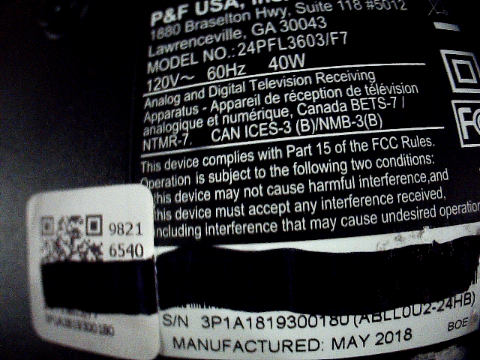 P&F USA, Inc.
1880 Braselton Hwy, Suite 118 #5012
Lawrenceville, GA 30043
MODEL NO.:24PFL3603/F7
120V~ 60Hz 40W
Analog and Digital Television Receiving
Apparatus - Appareil de réception de télévision
analogique et numérique, Canada BETS-7 /
NTMR-7. CAN ICES-3 (B)/NMB-3(B)
This device complies with Part 15 of the FCC Rules.
Operation is subject to the following two conditions:
this device may not cause harmful interference,and
this device must accept any interference received,
including interference that may cause undesired operation
9821
6540
3P1A1819300180
S/N 3P1A1819300180 (ABLL0U2-24HB)
MANUFACTURED: MAY 2018
BOE